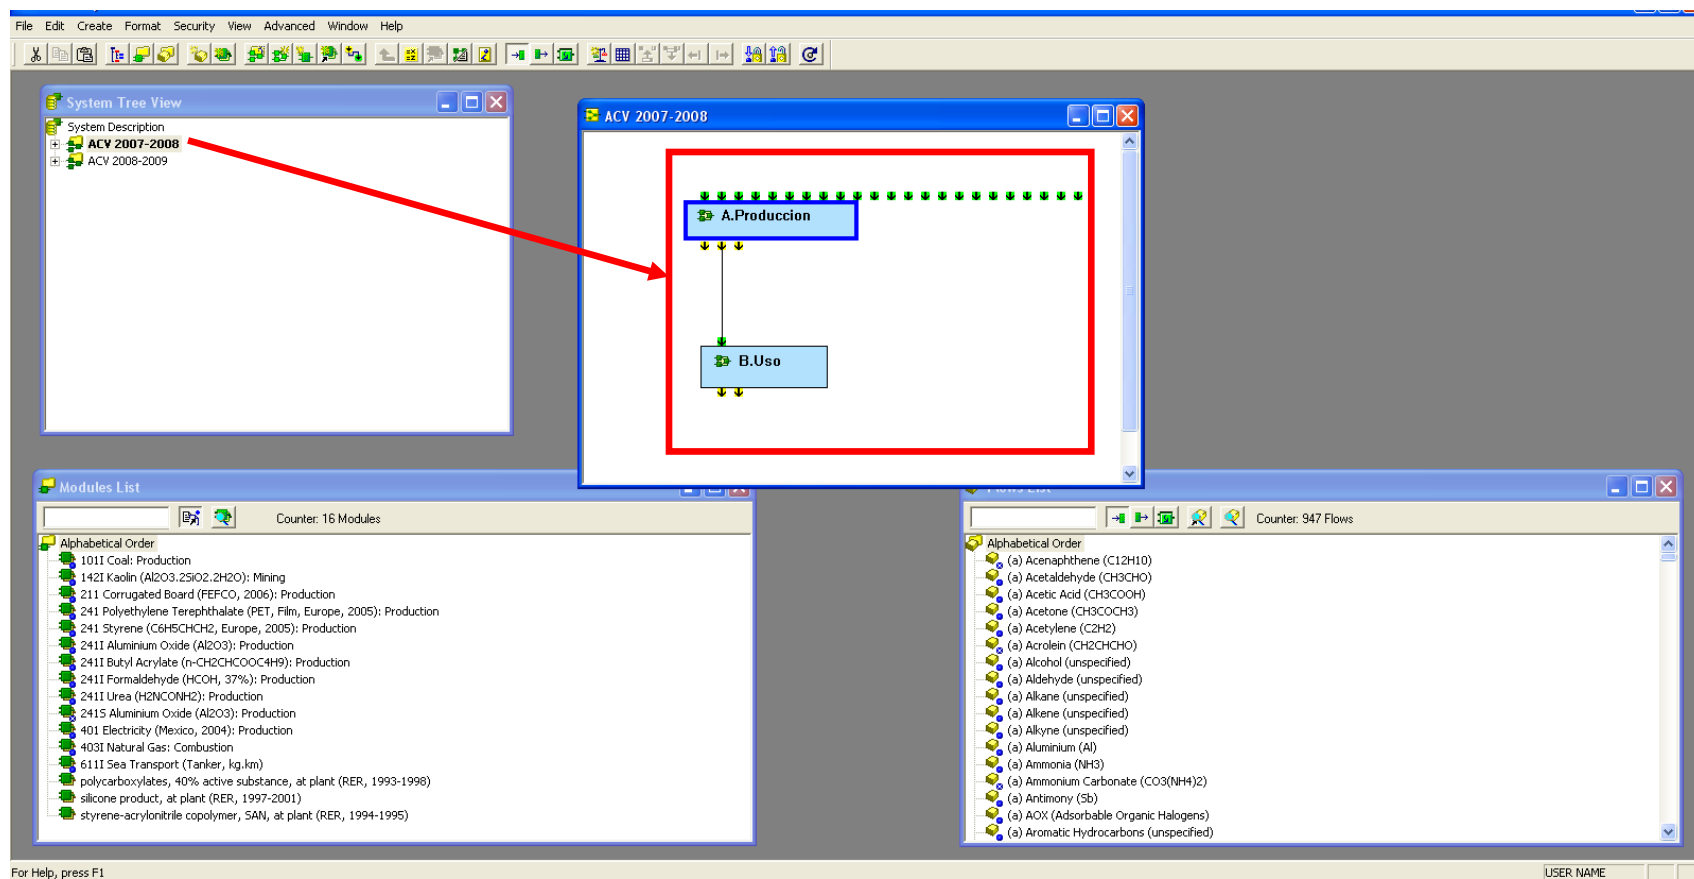 File Edit Create Format Security View Advanced Window Help
System Tree View
System Description
ACV 2007-2008
ACV 2008-2009
ACV 2007-2008
A.Produccion
B.Uso
Modules List
Counter: 16 Modules
Alphabetical Order
101I Coal: Production
142I Kaolin (Al2O3.2SiO2.2H2O): Mining
211 Corrugated Board (FEFCO, 2006): Production
241 Polyethylene Terephthalate (PET, Film, Europe, 2005): Production
241 Styrene (C6H5CHCH2, Europe, 2005): Production
241I Aluminium Oxide (Al2O3): Production
241I Butyl Acrylate (n-CH2CHCOOC4H9): Production
241I Formaldehyde (HCOH, 37%): Production
241I Urea (H2NCONH2): Production
241S Aluminium Oxide (Al2O3): Production
401 Electricity (Mexico, 2004): Production
403I Natural Gas: Combustion
611I Sea Transport (Tanker, kg.km)
polycarboxylates, 40% active substance, at plant (RER, 1993-1998)
silicone product, at plant (RER, 1997-2001)
styrene-acrylonitrile copolymer, SAN, at plant (RER, 1994-1995)
Flows List
Counter: 947 Flows
Alphabetical Order
(a) Acenaphthene (C12H10)
(a) Acetaldehyde (CH3CHO)
(a) Acetic Acid (CH3COOH)
(a) Acetone (CH3COCH3)
(a) Acetylene (C2H2)
(a) Acrolein (CH2CHCHO)
(a) Alcohol (unspecified)
(a) Aldehyde (unspecified)
(a) Alkane (unspecified)
(a) Alkene (unspecified)
(a) Alkyne (unspecified)
(a) Aluminium (Al)
(a) Ammonia (NH3)
(a) Ammonium Carbonate (CO3(NH4)2)
(a) Antimony (Sb)
(a) AOX (Adsorbable Organic Halogens)
(a) Aromatic Hydrocarbons (unspecified)
For Help, press F1
USER NAME